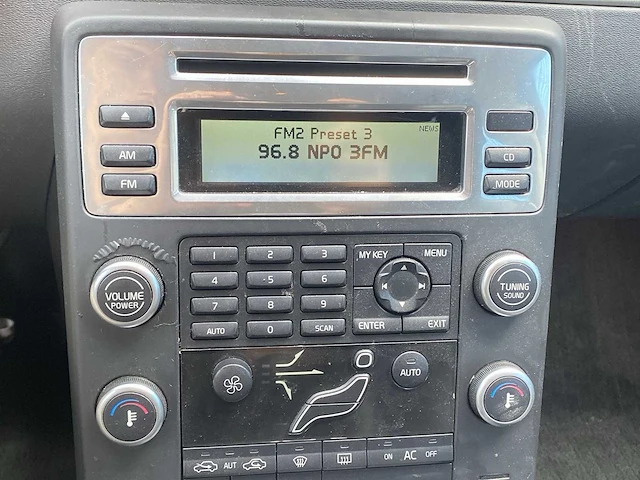 FM2 Preset 3 NEWS
96.8 NPO 3FM
AM
CD
FM
MODE
1 2 3
4 5 6
7 8 9
AUTO 0 SCAN
MY KEY MENU
ENTER EXIT
VOLUME
POWER
TUNING
SOUND
AUTO
AUT
ON AC OFF